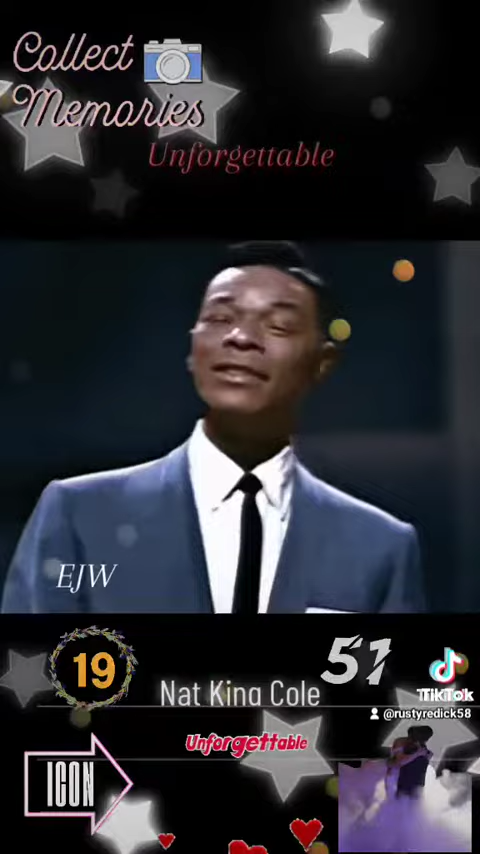 Collect
Memories
Unforgettable
EJW
19
51
Nat King Cole
TikTok
@rustyredick58
Unforgettable
ICON